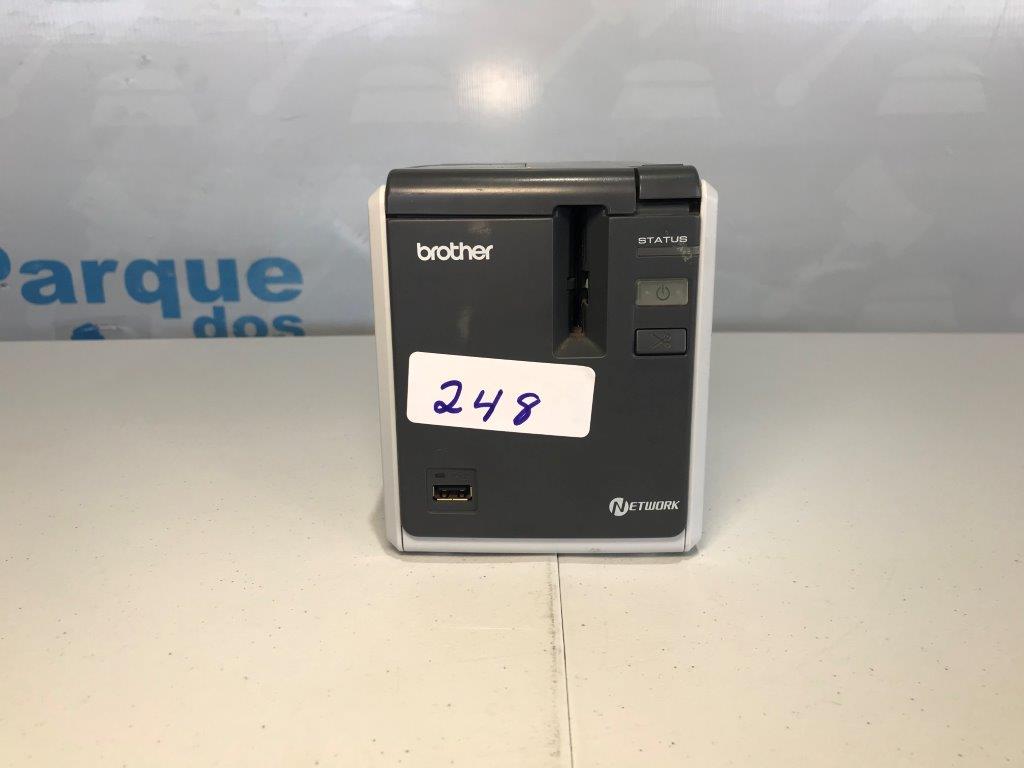 Parque
dos
brother
STATUS
248
NETWORK